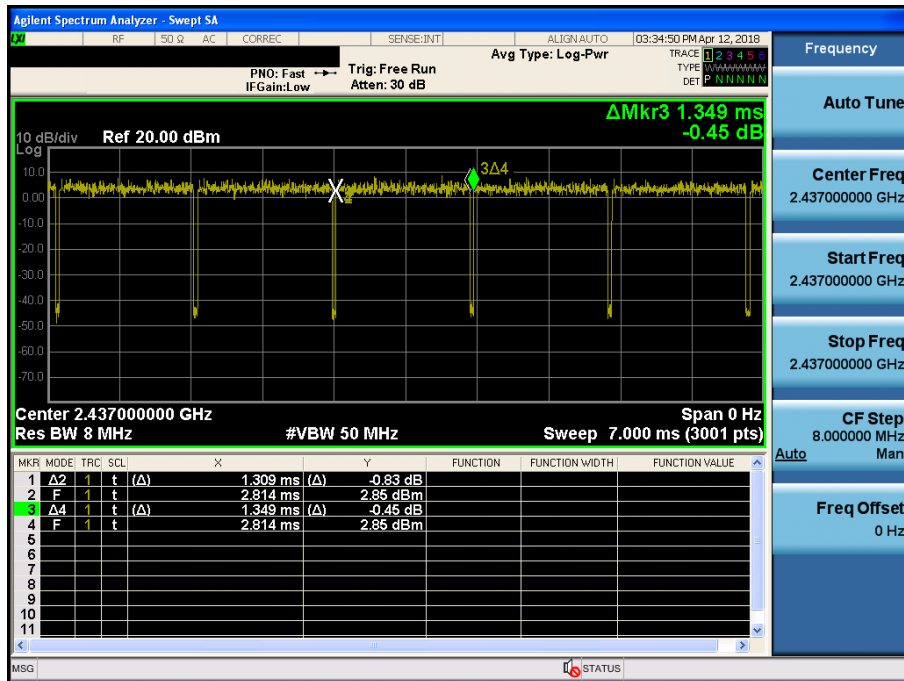 Agilent Spectrum Analyzer - Swept SA
LXI RF 50 Ω AC CORREC SENSE:INT ALIGN AUTO 03:34:50 PM Apr 12, 2018
Frequency
Avg Type: Log-Pwr
TRACE 1 2 3 4 5 6
PNO: Fast Trig: Free Run
TYPE WWWWWW
IFGain:Low Atten: 30 dB
DET P N N N N N
Auto Tune
ΔMkr3 1.349 ms
-0.45 dB
10 dB/div Ref 20.00 dBm
Log
10.0
0.00
-10.0
-20.0
-30.0
-40.0
-50.0
-60.0
-70.0
3Δ4
Center Freq
2.437000000 GHz
Start Freq
2.437000000 GHz
Stop Freq
2.437000000 GHz
Center 2.437000000 GHz Span 0 Hz
Res BW 8 MHz #VBW 50 MHz Sweep 7.000 ms (3001 pts)
CF Step
8.000000 MHz
Auto Man
Freq Offset
0 Hz
MKR MODE TRC SCL X Y FUNCTION FUNCTION WIDTH FUNCTION VALUE
1 Δ2 1 t (Δ) 1.309 ms (Δ) -0.83 dB
2 F 1 t 2.814 ms 2.85 dBm
3 Δ4 1 t (Δ) 1.349 ms (Δ) -0.45 dB
4 F 1 t 2.814 ms 2.85 dBm
5
6
7
8
9
10
11
MSG STATUS